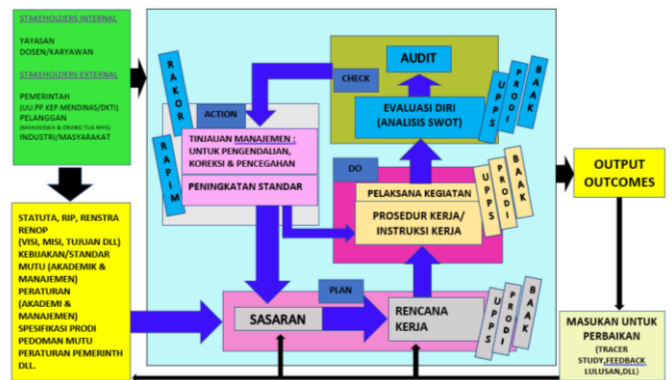 STAKEHOLDERS INTERNAL
YAYASAN
DOSEN/KARYAWAN
STAKEHOLDERS EXTERNAL
PEMERINTAH
(UU.PP.KEP.MENDINAS/DKTI)
PELANGGAN
(MAHASISWA & ORANG TUA MHS)
INDUSTRI/MASYARAKAT
STATUTA, RIP, RENSTRA
RENOP
(VISI, MISI, TUJUAN DLL)
KEBIJAKAN/STANDAR
MUTU (AKADEMIK &
MANAJEMEN)
PERATURAN
(AKADEMI &
MANAJEMEN)
SPESIFIKASI PRODI
PEDOMAN MUTU
PERATURAN PEMERINTH
DLL.
RAKOR
RAPIM
ACTION
TINJAUAN MANAJEMEN :
UNTUK PENGENDALIAN,
KOREKSI & PENCEGAHAN
PENINGKATAN STANDAR
CHECK
AUDIT
EVALUASI DIRI
(ANALISIS SWOT)
UPPS
PRODI
BAAK
DO
PELAKSANA KEGIATAN
PROSEDUR KERJA/
INSTRUKSI KERJA
UPPS
PRODI
BAAK
PLAN
SASARAN
RENCANA
KERJA
UPPS
PRODI
BAAK
OUTPUT
OUTCOMES
MASUKAN UNTUK
PERBAIKAN
(TRACER
STUDY,FEEDBACK
LULUSAN,DLL)